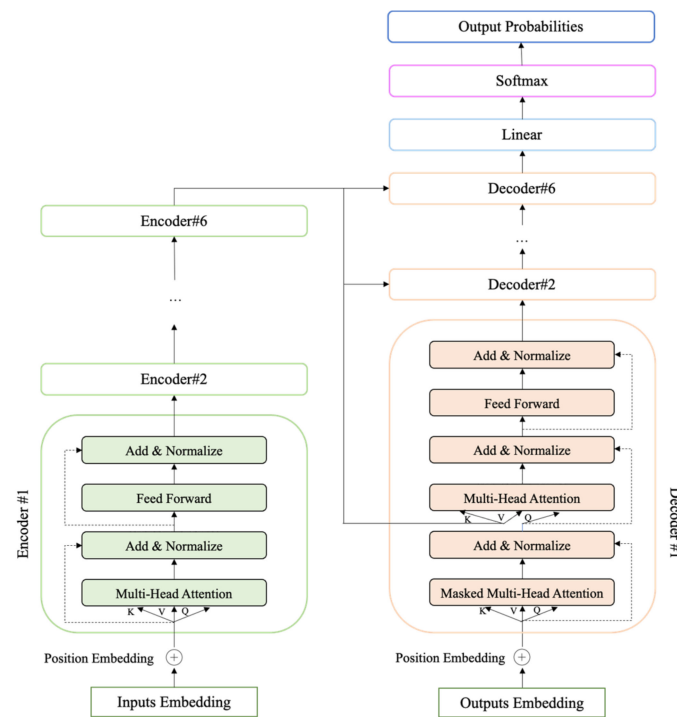 Output Probabilities
Softmax
Linear
Decoder#6
...
Decoder#2
Add & Normalize
Feed Forward
Add & Normalize
Multi-Head Attention
K
V
Q
Add & Normalize
Masked Multi-Head Attention
K
V
Q
Decoder #1
Position Embedding
+
Outputs Embedding
Encoder#6
...
Encoder#2
Add & Normalize
Feed Forward
Add & Normalize
Multi-Head Attention
K
V
Q
Encoder #1
Position Embedding
+
Inputs Embedding